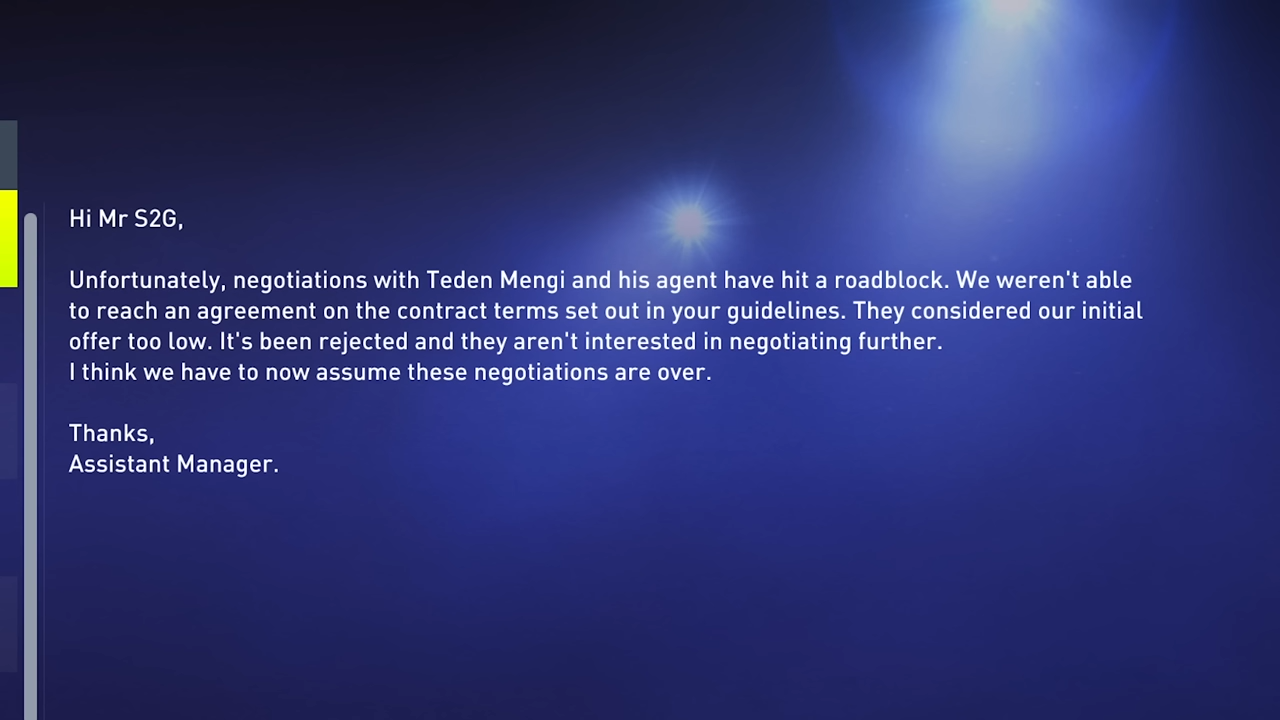 Hi Mr S2G,
Unfortunately, negotiations with Teden Mengi and his agent have hit a roadblock. We weren't able
to reach an agreement on the contract terms set out in your guidelines. They considered our initial
offer too low. It's been rejected and they aren't interested in negotiating further.
I think we have to now assume these negotiations are over.
Thanks,
Assistant Manager.